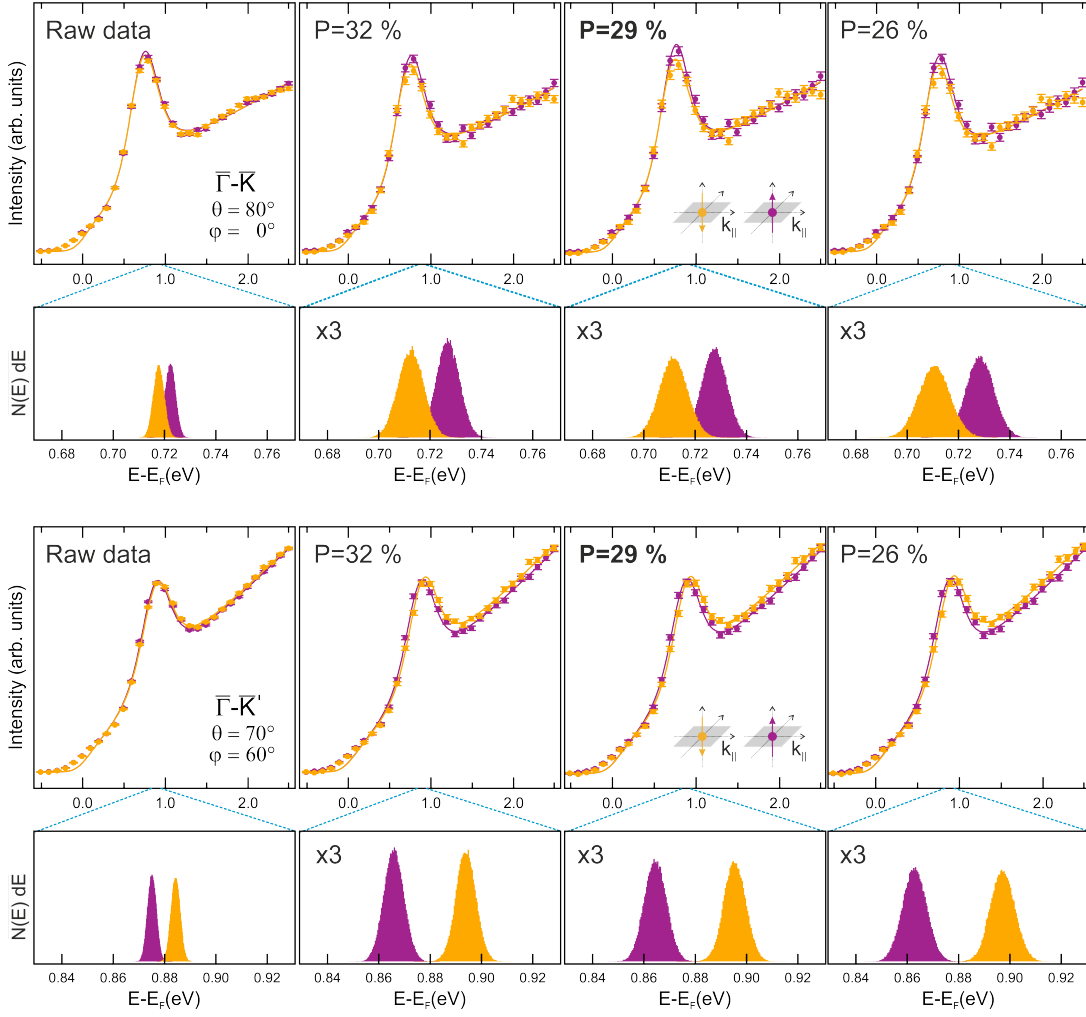 Raw data
P=32 %
P=29 %
P=26 %
Intensity (arb. units)
Γ̅-K̅
θ = 80°
φ = 0°
k||
k||
0.0 1.0 2.0
0.0 1.0 2.0
0.0 1.0 2.0
0.0 1.0 2.0
x3
x3
x3
N(E) dE
0.68 0.70 0.72 0.74 0.76
0.68 0.70 0.72 0.74 0.76
0.70 0.72 0.74 0.76
0.70 0.72 0.74 0.76
E-EF(eV)
E-EF(eV)
E-EF(eV)
E-EF(eV)
Raw data
P=32 %
P=29 %
P=26 %
Intensity (arb. units)
Γ̅-K̅'
θ = 70°
φ = 60°
k||
k||
0.0 1.0 2.0
0.0 1.0 2.0
0.0 1.0 2.0
0.0 1.0 2.0
x3
x3
x3
N(E) dE
0.84 0.86 0.88 0.90 0.92
0.84 0.86 0.88 0.90 0.92
0.84 0.86 0.88 0.90 0.92
0.84 0.86 0.88 0.90 0.92
E-EF(eV)
E-EF(eV)
E-EF(eV)
E-EF(eV)